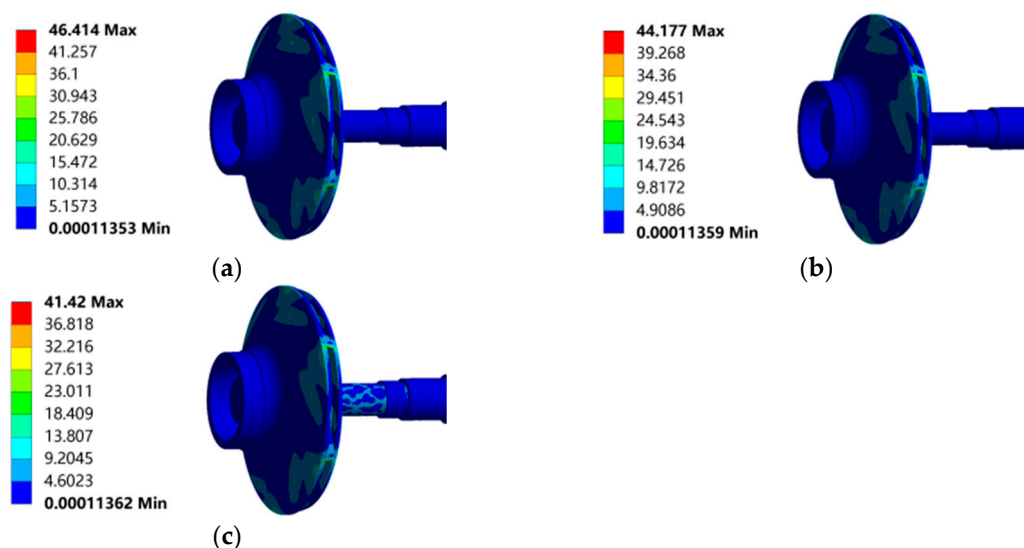 46.414 Max
41.257
36.1
30.943
25.786
20.629
15.472
10.314
5.1573
0.00011353 Min
(a)
44.177 Max
39.268
34.36
29.451
24.543
19.634
14.726
9.8172
4.9086
0.00011359 Min
(b)
41.42 Max
36.818
32.216
27.613
23.011
18.409
13.807
9.2045
4.6023
0.00011362 Min
(c)